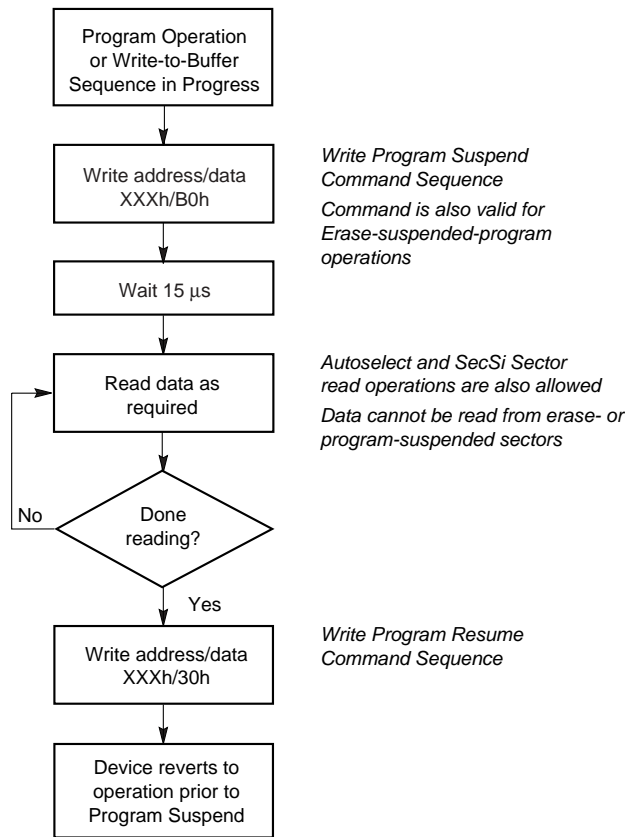 Program Operation
or Write-to-Buffer
Sequence in Progress
Write address/data
XXXh/B0h
Write Program Suspend
Command Sequence
Command is also valid for
Erase-suspended-program
operations
Wait 15 μs
Read data as
required
Autoselect and SecSi Sector
read operations are also allowed
Data cannot be read from erase- or
program-suspended sectors
No
Done
reading?
Yes
Write address/data
XXXh/30h
Write Program Resume
Command Sequence
Device reverts to
operation prior to
Program Suspend